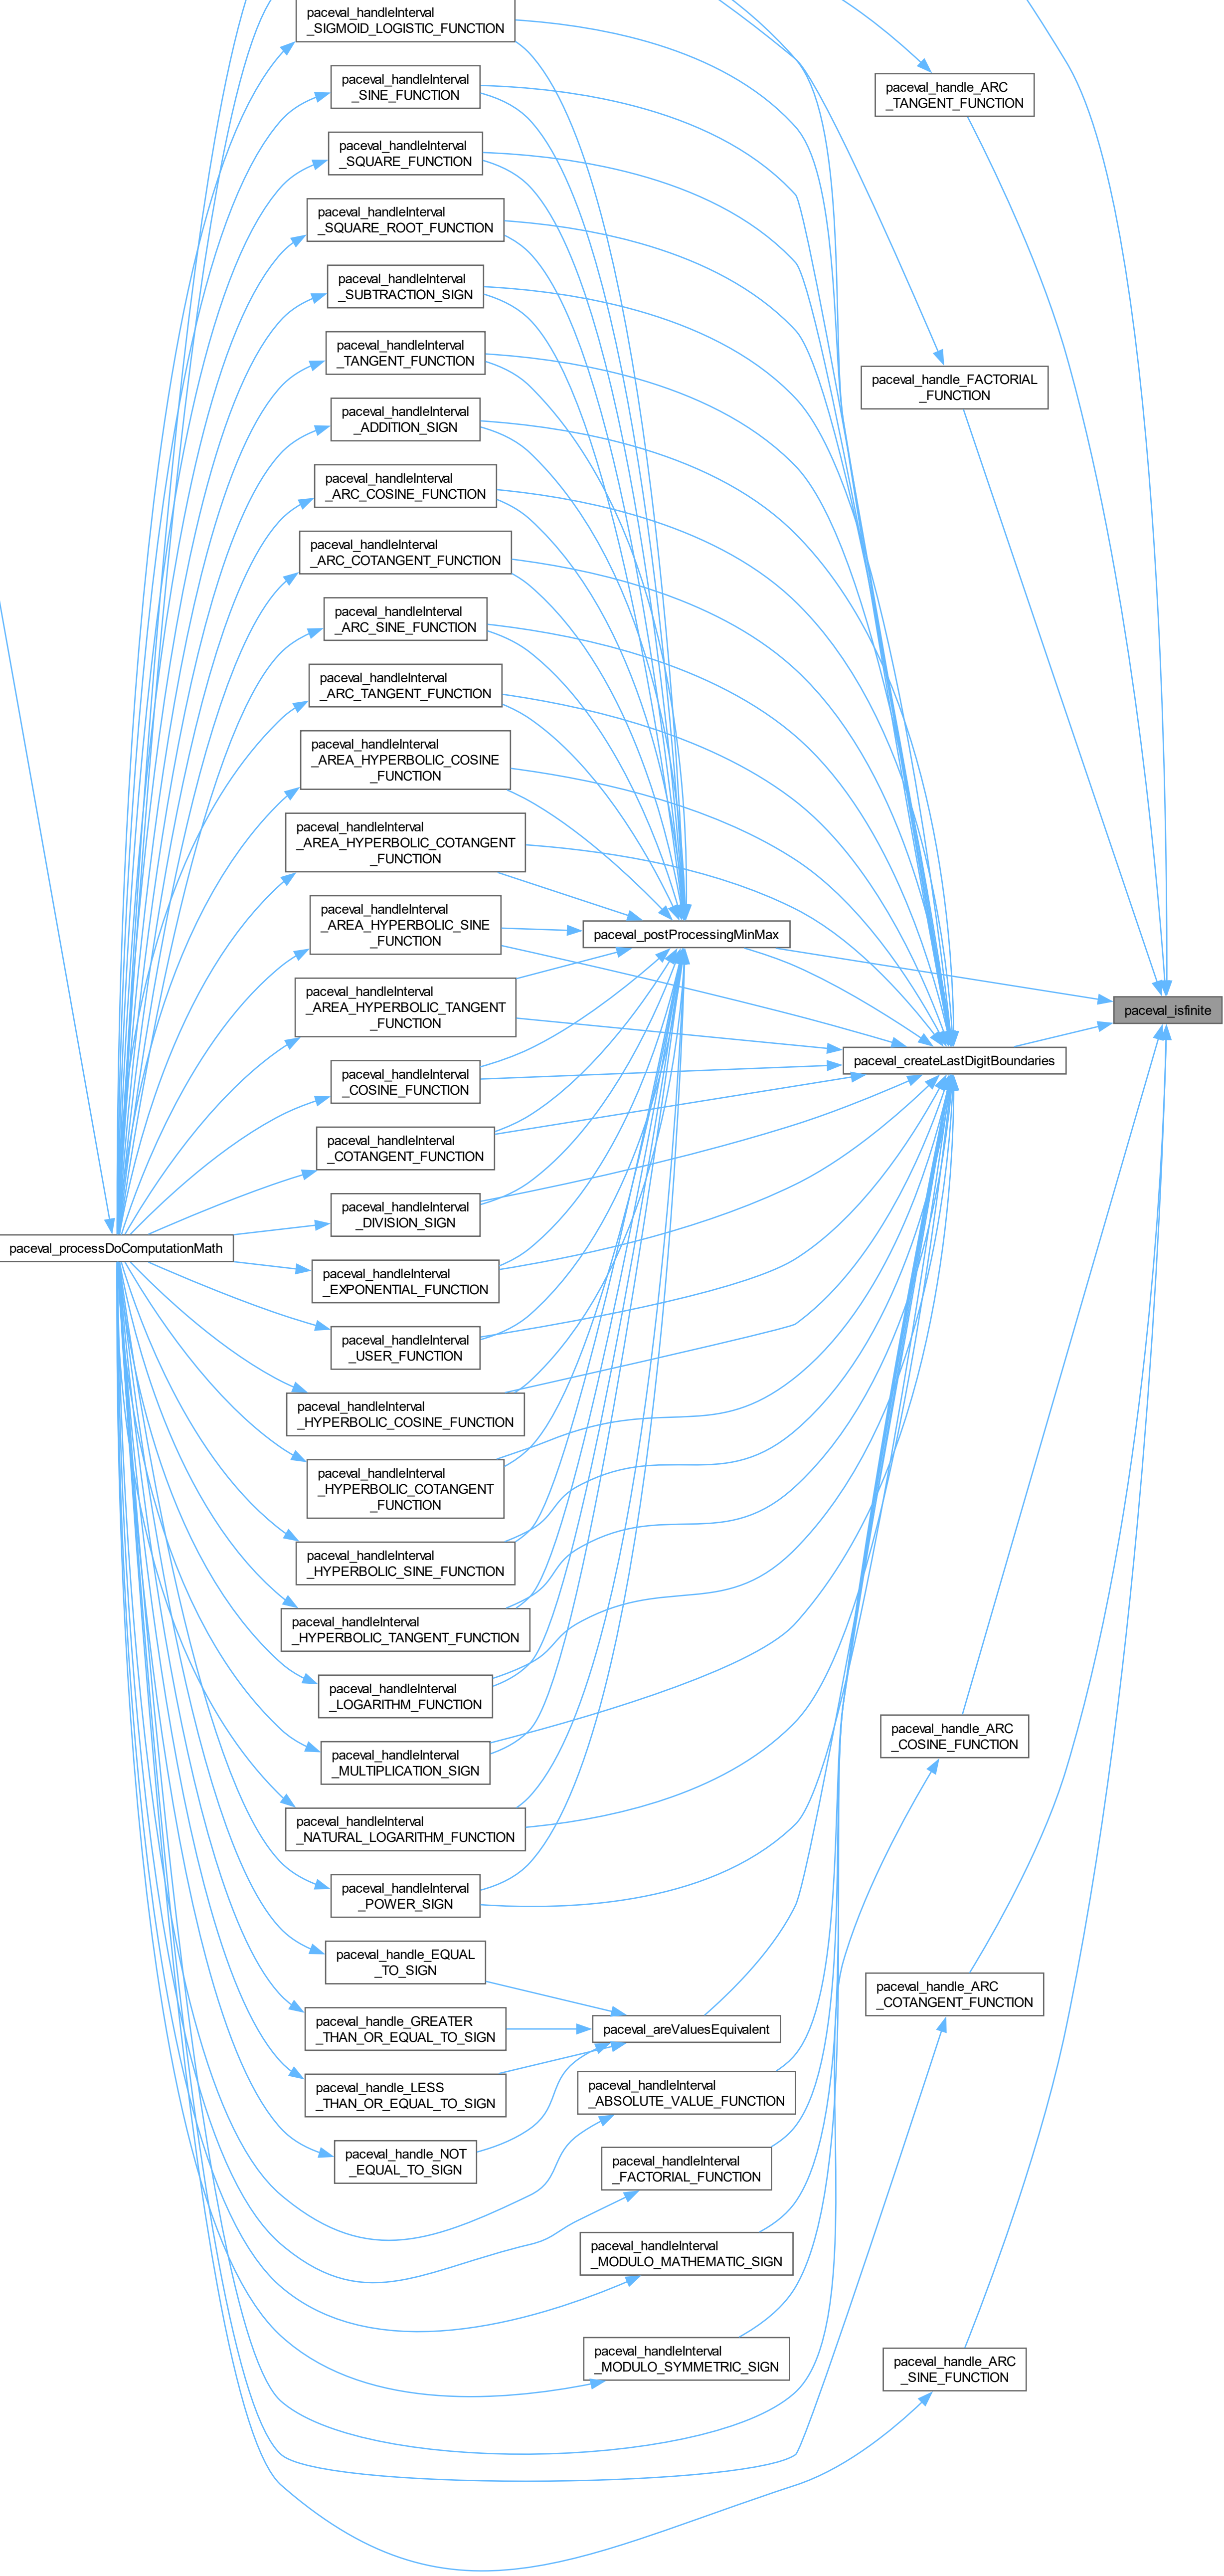 paceval_handleInterval
_SIGMOID_LOGISTIC_FUNCTION
paceval_handleInterval
_SINE_FUNCTION
paceval_handleInterval
_SQUARE_FUNCTION
paceval_handleInterval
_SQUARE_ROOT_FUNCTION
paceval_handleInterval
_SUBTRACTION_SIGN
paceval_handleInterval
_TANGENT_FUNCTION
paceval_handleInterval
_ADDITION_SIGN
paceval_handleInterval
_ARC_COSINE_FUNCTION
paceval_handleInterval
_ARC_COTANGENT_FUNCTION
paceval_handleInterval
_ARC_SINE_FUNCTION
paceval_handleInterval
_ARC_TANGENT_FUNCTION
paceval_handleInterval
_AREA_HYPERBOLIC_COSINE
_FUNCTION
paceval_handleInterval
_AREA_HYPERBOLIC_COTANGENT
_FUNCTION
paceval_handleInterval
_AREA_HYPERBOLIC_SINE
_FUNCTION
paceval_handleInterval
_AREA_HYPERBOLIC_TANGENT
_FUNCTION
paceval_handleInterval
_COSINE_FUNCTION
paceval_handleInterval
_COTANGENT_FUNCTION
paceval_handleInterval
_DIVISION_SIGN
paceval_processDoComputationMath
paceval_handleInterval
_EXPONENTIAL_FUNCTION
paceval_handleInterval
_USER_FUNCTION
paceval_handleInterval
_HYPERBOLIC_COSINE_FUNCTION
paceval_handleInterval
_HYPERBOLIC_COTANGENT
_FUNCTION
paceval_handleInterval
_HYPERBOLIC_SINE_FUNCTION
paceval_handleInterval
_HYPERBOLIC_TANGENT_FUNCTION
paceval_handleInterval
_LOGARITHM_FUNCTION
paceval_handleInterval
_MULTIPLICATION_SIGN
paceval_handleInterval
_NATURAL_LOGARITHM_FUNCTION
paceval_handleInterval
_POWER_SIGN
paceval_handle_EQUAL
_TO_SIGN
paceval_handle_GREATER
_THAN_OR_EQUAL_TO_SIGN
paceval_handle_LESS
_THAN_OR_EQUAL_TO_SIGN
paceval_handle_NOT
_EQUAL_TO_SIGN
paceval_postProcessingMinMax
paceval_areValuesEquivalent
paceval_handleInterval
_ABSOLUTE_VALUE_FUNCTION
paceval_handleInterval
_FACTORIAL_FUNCTION
paceval_handleInterval
_MODULO_MATHEMATIC_SIGN
paceval_handleInterval
_MODULO_SYMMETRIC_SIGN
paceval_handle_ARC
_TANGENT_FUNCTION
paceval_handle_FACTORIAL
_FUNCTION
paceval_createLastDigitBoundaries
paceval_handle_ARC
_COSINE_FUNCTION
paceval_handle_ARC
_COTANGENT_FUNCTION
paceval_handle_ARC
_SINE_FUNCTION
paceval_isfinite